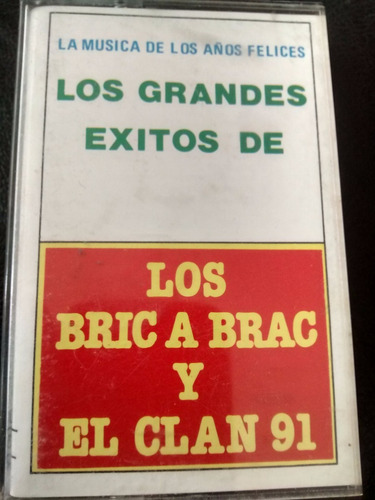 LA MUSICA DE LOS AÑOS FELICES
LOS GRANDES
EXITOS DE
LOS
BRIC A BRAC
Y
EL CLAN 91